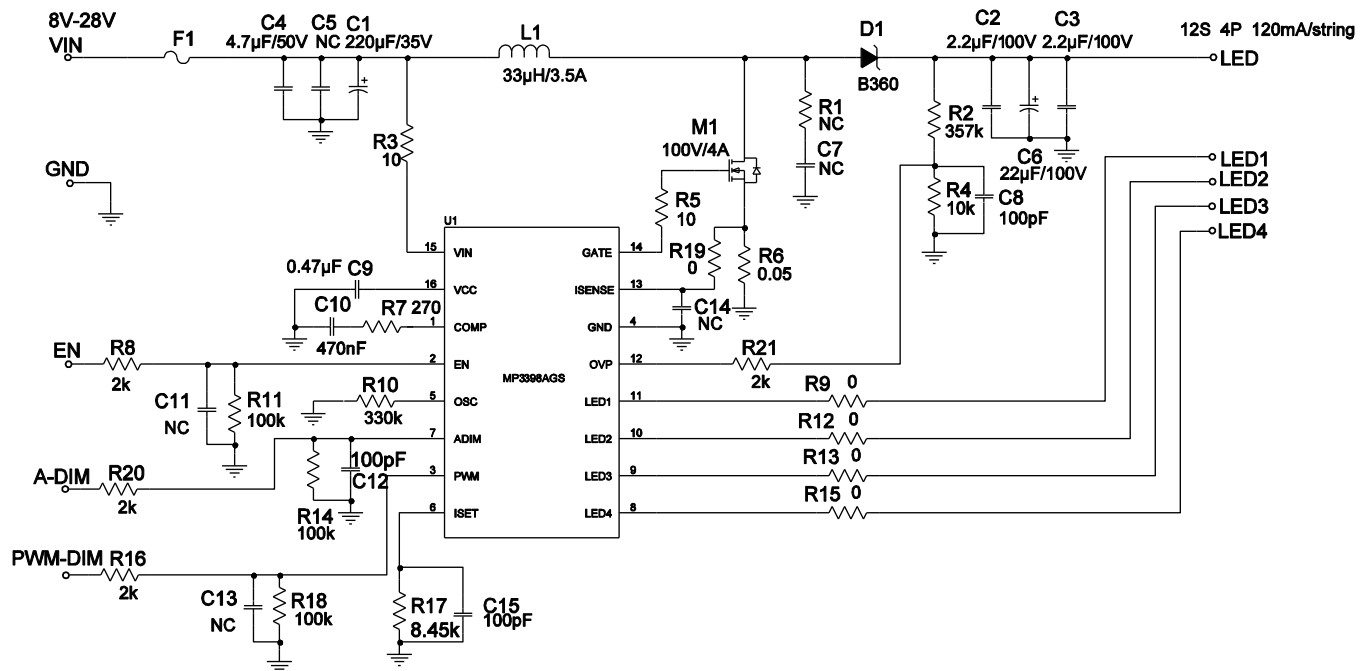 8V-28V
VIN
F1
C4
4.7µF/50V
C5
NC
C1
220µF/35V
L1
33µH/3.5A
D1
B360
C2
2.2µF/100V
C3
2.2µF/100V
12S 4P 120mA/string
LED
R3
10
R1
NC
C7
NC
M1
100V/4A
R2
357k
C6
22µF/100V
LED1
LED2
LED3
LED4
GND
R5
10
R4
10k
C8
100pF
U1
15
VIN
GATE
14
R19
0
R6
0.05
0.47µF
C9
16
VCC
ISENSE
13
C14
NC
C10
470nF
R7 270
1
COMP
GND
4
EN
R8
2k
2
EN
OVP
12
R21
2k
MP3398AGS
C11
NC
R11
100k
R10
330k
5
OSC
LED1
11
R9 0
7
ADIM
LED2
10
R12 0
A-DIM
R20
2k
R14
100k
100pF
C12
3
PWM
LED3
9
R13 0
6
ISET
LED4
8
R15 0
PWM-DIM
R16
2k
C13
NC
R18
100k
R17
8.45k
C15
100pF